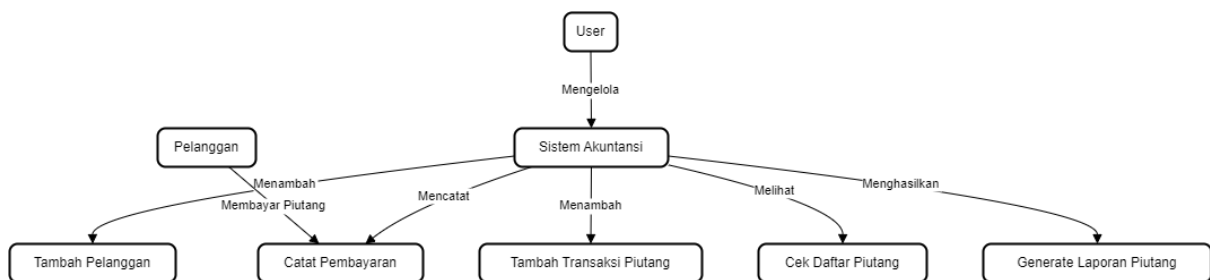 User
Mengelola
Pelanggan
Sistem Akuntansi
Menambah
Membayar Piutang
Mencatat
Menambah
Melihat
Menghasilkan
Tambah Pelanggan
Catat Pembayaran
Tambah Transaksi Piutang
Cek Daftar Piutang
Generate Laporan Piutang